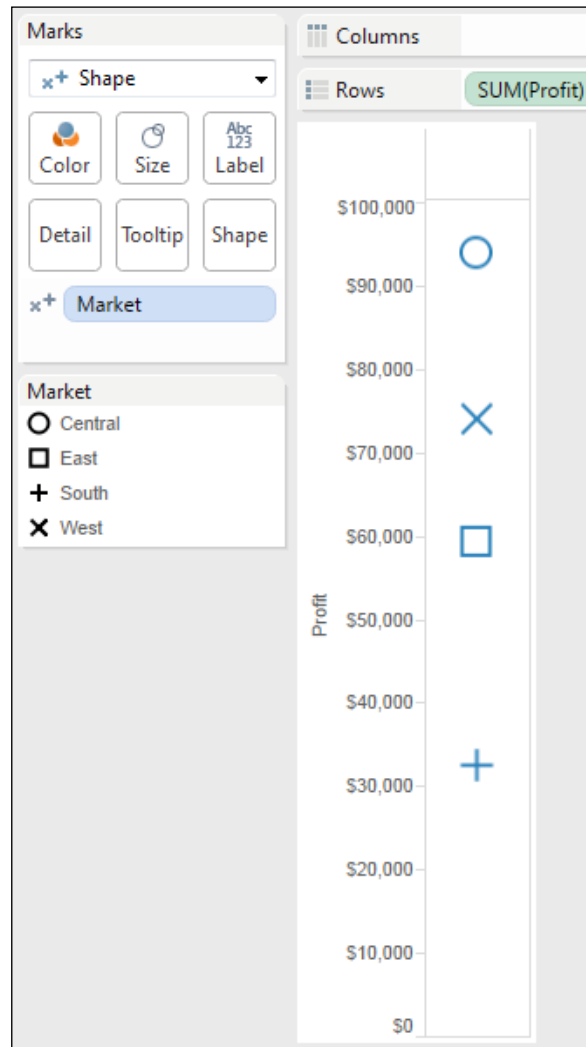 Marks
Shape
Color Size Abc 123 Label
Detail Tooltip Shape
Market
Market
Central
East
South
West
Columns
Rows SUM(Profit)
$100,000
$90,000
$80,000
$70,000
$60,000
Profit
$50,000
$40,000
$30,000
$20,000
$10,000
$0